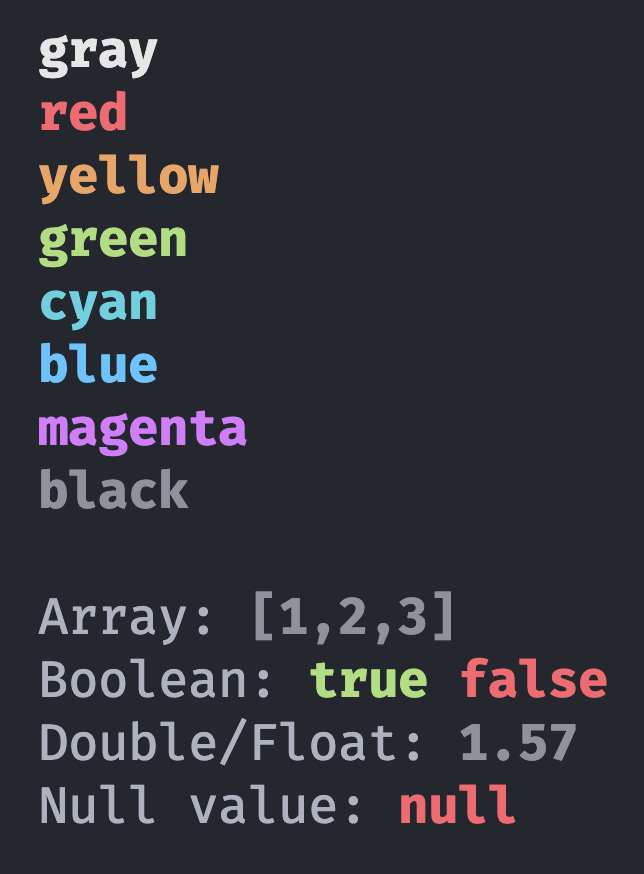 gray
red
yellow
green
cyan
blue
magenta
black
Array: [1,2,3]
Boolean: true false
Double/Float: 1.57
Null value: null